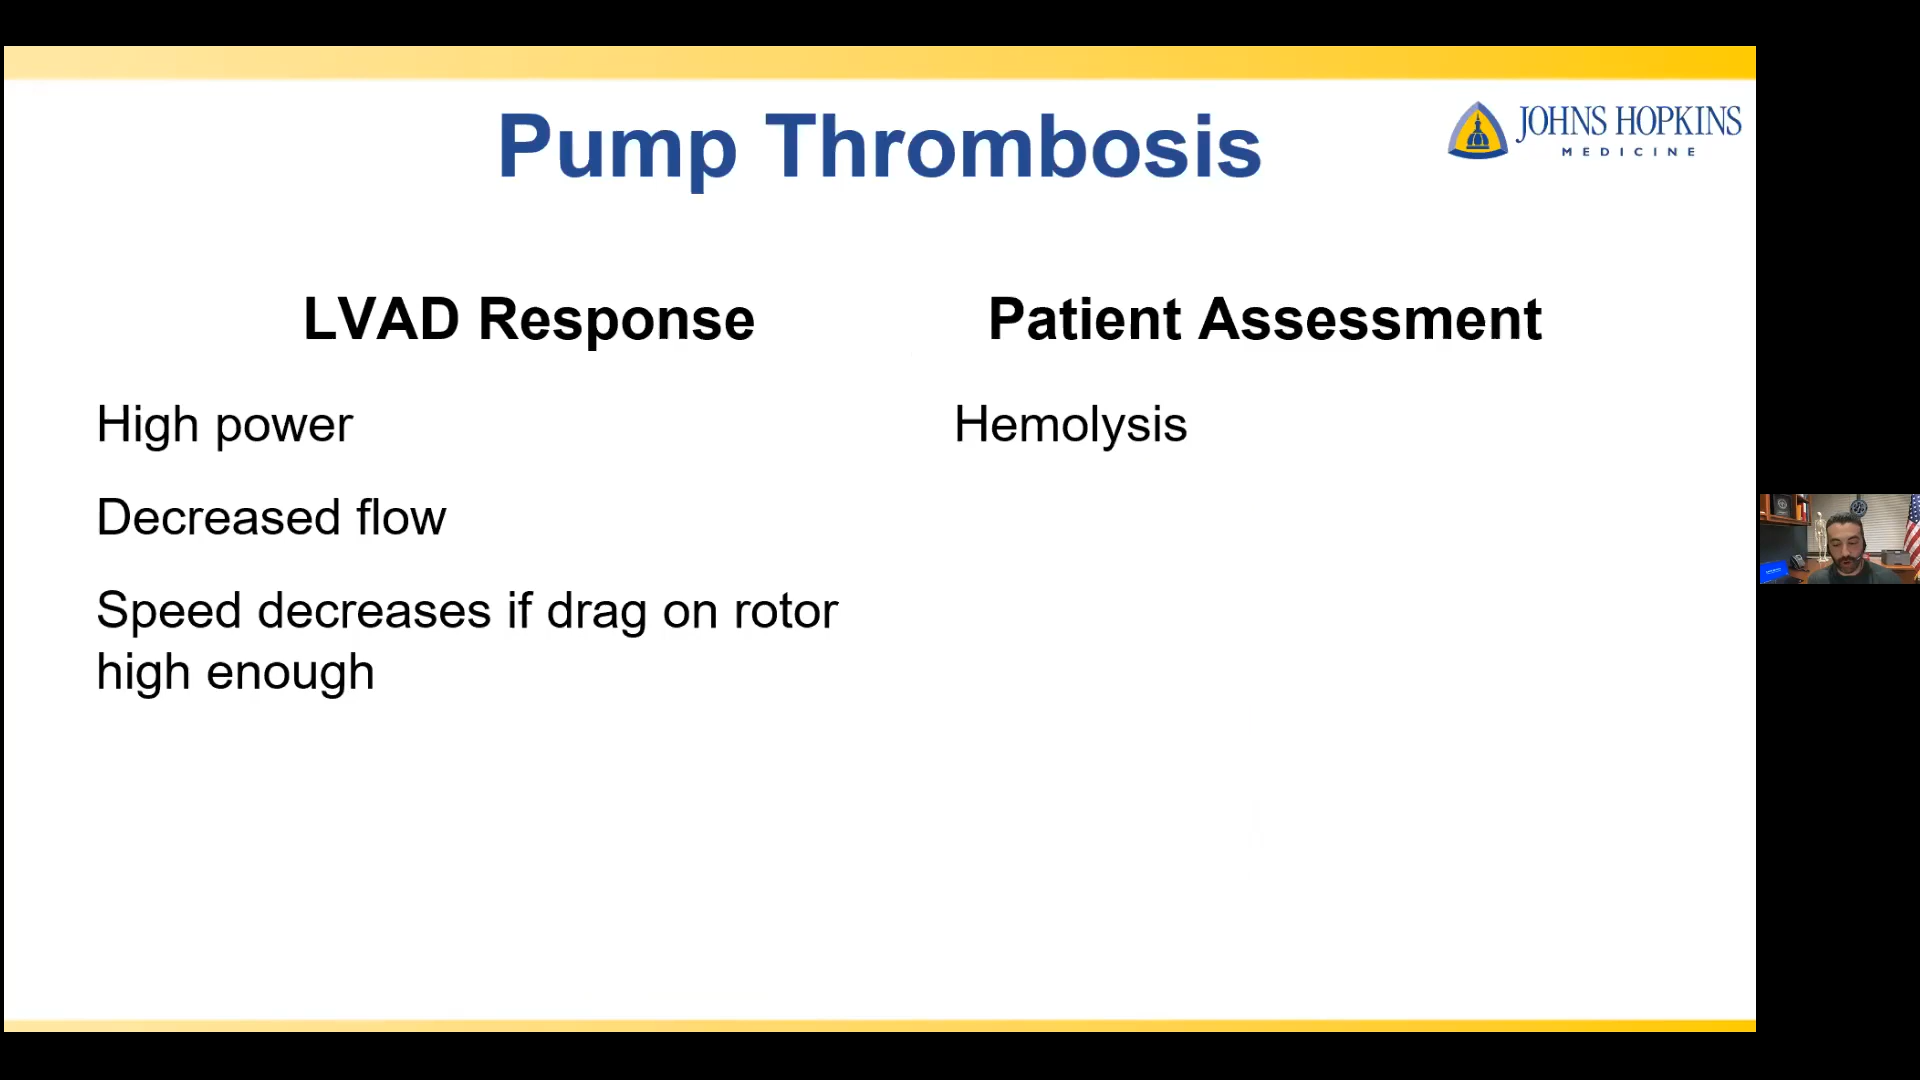 Pump Thrombosis
JOHNS HOPKINS
MEDICINE
LVAD Response
High power
Decreased flow
Speed decreases if drag on rotor
high enough
Patient Assessment
Hemolysis